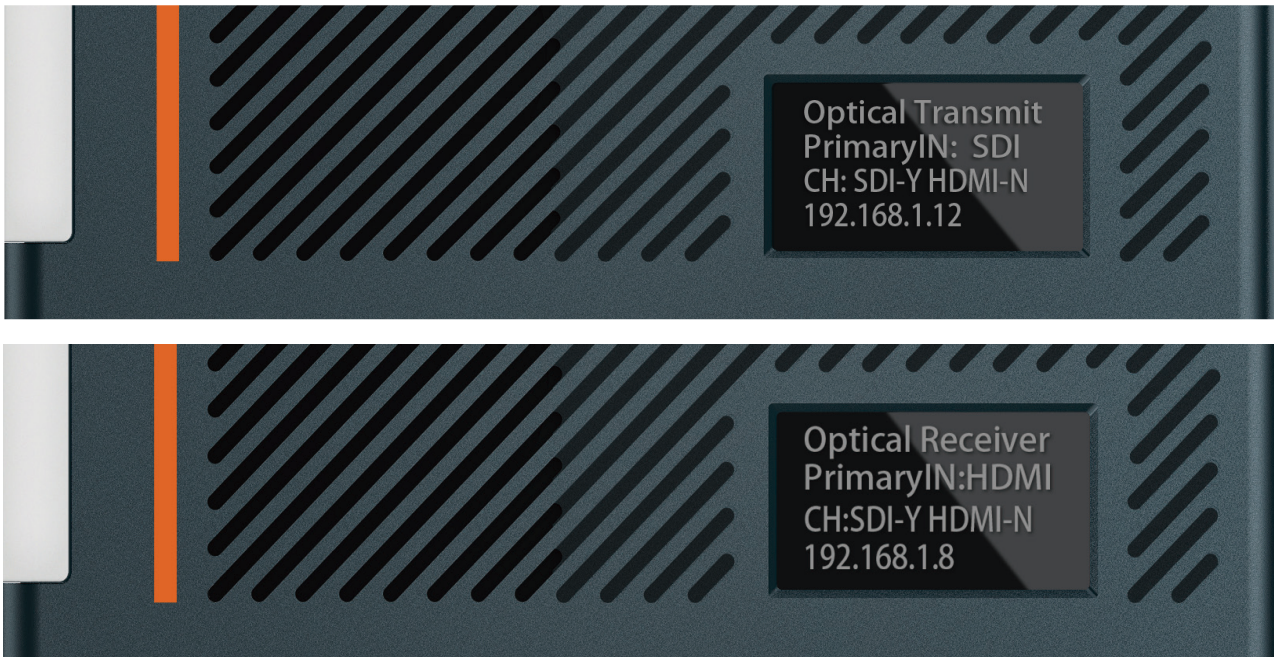 Optical Transmit
PrimaryIN: SDI
CH: SDI-Y HDMI-N
192.168.1.12
Optical Receiver
PrimaryIN:HDMI
CH:SDI-Y HDMI-N
192.168.1.8